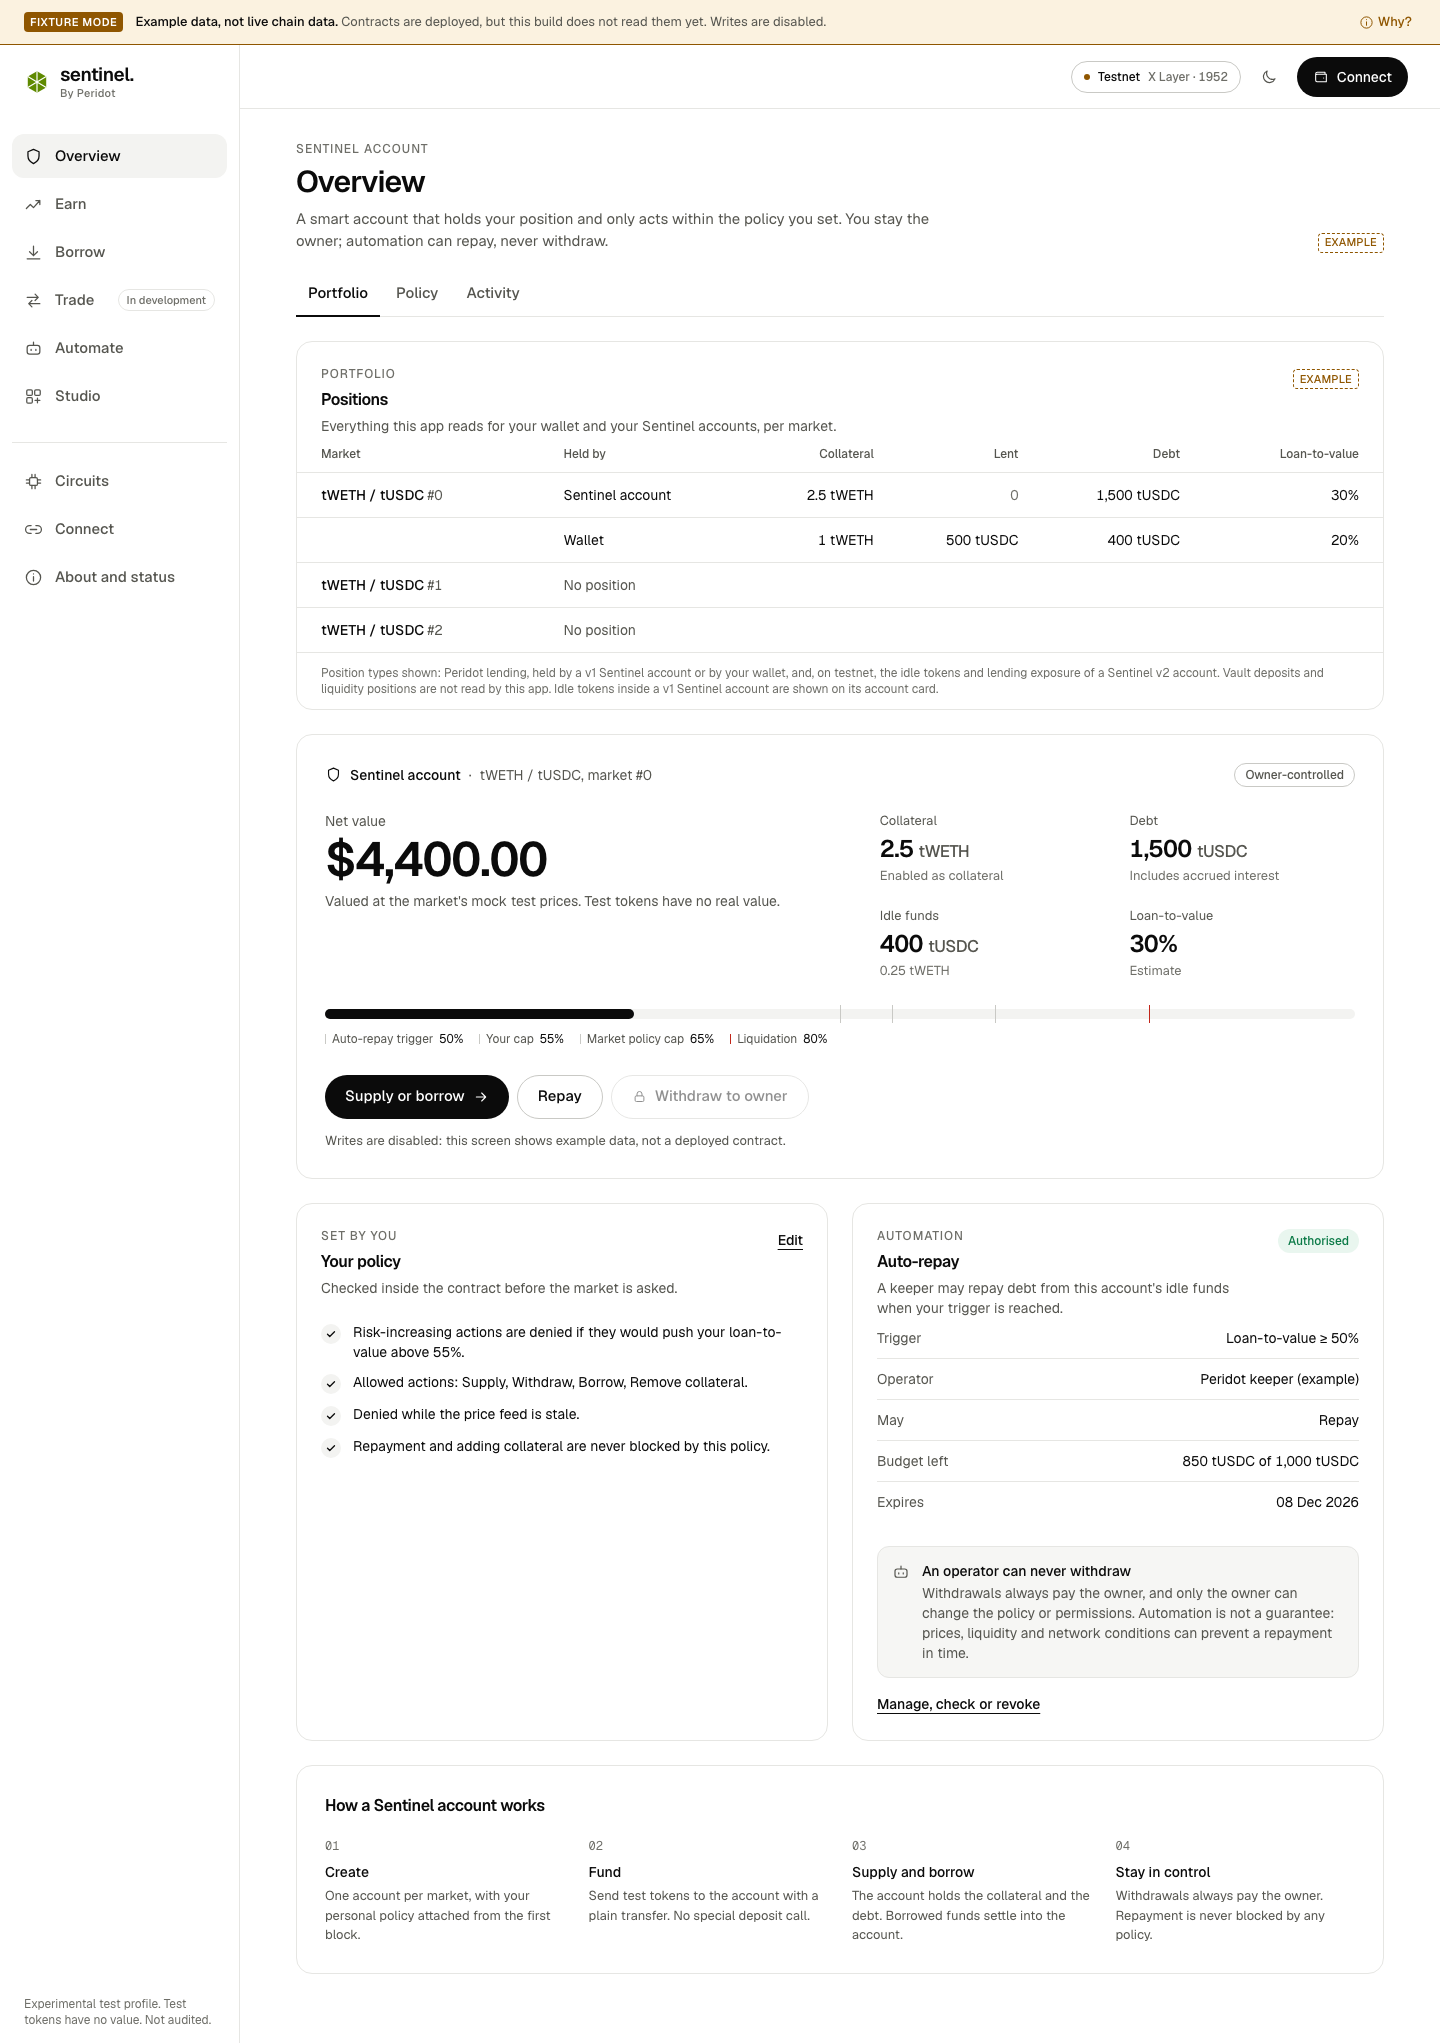 FIXTURE MODE Example data, not live chain data. Contracts are deployed, but this build does not read them yet. Writes are disabled. Why?
sentinel.
By Peridot
Testnet X Layer · 1952 Connect
Overview
Earn
Borrow
Trade In development
Automate
Studio
Circuits
Connect
About and status
SENTINEL ACCOUNT
Overview
A smart account that holds your position and only acts within the policy you set. You stay the
owner; automation can repay, never withdraw.
EXAMPLE
Portfolio Policy Activity
PORTFOLIO
EXAMPLE
Positions
Everything this app reads for your wallet and your Sentinel accounts, per market.
Market Held by Collateral Lent Debt Loan-to-value
tWETH / tUSDC #0 Sentinel account 2.5 tWETH 0 1,500 tUSDC 30%
Wallet 1 tWETH 500 tUSDC 400 tUSDC 20%
tWETH / tUSDC #1 No position
tWETH / tUSDC #2 No position
Position types shown: Peridot lending, held by a v1 Sentinel account or by your wallet, and, on testnet, the idle tokens and lending exposure of a Sentinel v2 account. Vault deposits and
liquidity positions are not read by this app. Idle tokens inside a v1 Sentinel account are shown on its account card.
Sentinel account · tWETH / tUSDC, market #0 Owner-controlled
Net value
$4,400.00
Valued at the market's mock test prices. Test tokens have no real value.
Collateral
2.5 tWETH
Enabled as collateral
Debt
1,500 tUSDC
Includes accrued interest
Idle funds
400 tUSDC
0.25 tWETH
Loan-to-value
30%
Estimate
Auto-repay trigger 50% Your cap 55% Market policy cap 65% Liquidation 80%
Supply or borrow → Repay Withdraw to owner
Writes are disabled: this screen shows example data, not a deployed contract.
SET BY YOU
Edit
Your policy
Checked inside the contract before the market is asked.
Risk-increasing actions are denied if they would push your loan-to-
value above 55%.
Allowed actions: Supply, Withdraw, Borrow, Remove collateral.
Denied while the price feed is stale.
Repayment and adding collateral are never blocked by this policy.
AUTOMATION
Authorised
Auto-repay
A keeper may repay debt from this account's idle funds
when your trigger is reached.
Trigger Loan-to-value ≥ 50%
Operator Peridot keeper (example)
May Repay
Budget left 850 tUSDC of 1,000 tUSDC
Expires 08 Dec 2026
An operator can never withdraw
Withdrawals always pay the owner, and only the owner can
change the policy or permissions. Automation is not a guarantee:
prices, liquidity and network conditions can prevent a repayment
in time.
Manage, check or revoke
How a Sentinel account works
01
Create
One account per market, with your
personal policy attached from the first
block.
02
Fund
Send test tokens to the account with a
plain transfer. No special deposit call.
03
Supply and borrow
The account holds the collateral and the
debt. Borrowed funds settle into the
account.
04
Stay in control
Withdrawals always pay the owner.
Repayment is never blocked by any
policy.
Experimental test profile. Test
tokens have no value. Not audited.